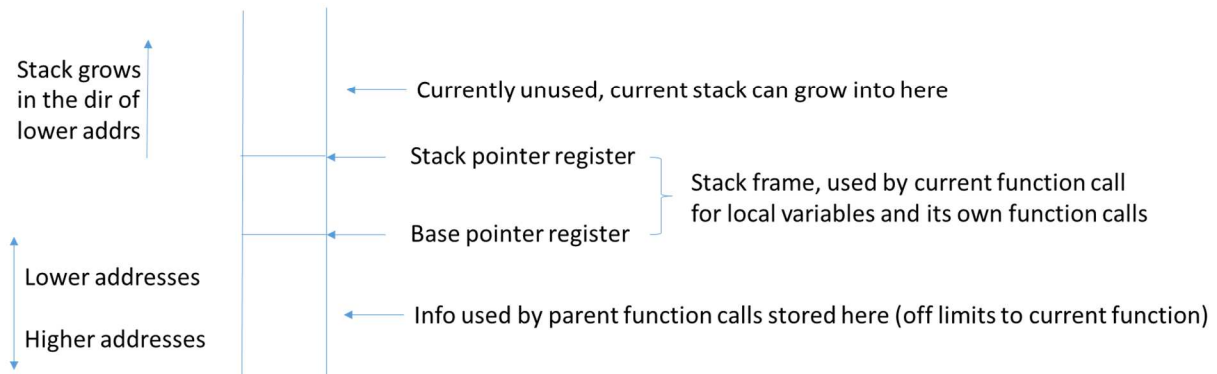 Stack grows
in the dir of
lower addrs
Currently unused, current stack can grow into here
Stack pointer register
Stack frame, used by current function call
for local variables and its own function calls
Base pointer register
Lower addresses
Info used by parent function calls stored here (off limits to current function)
Higher addresses